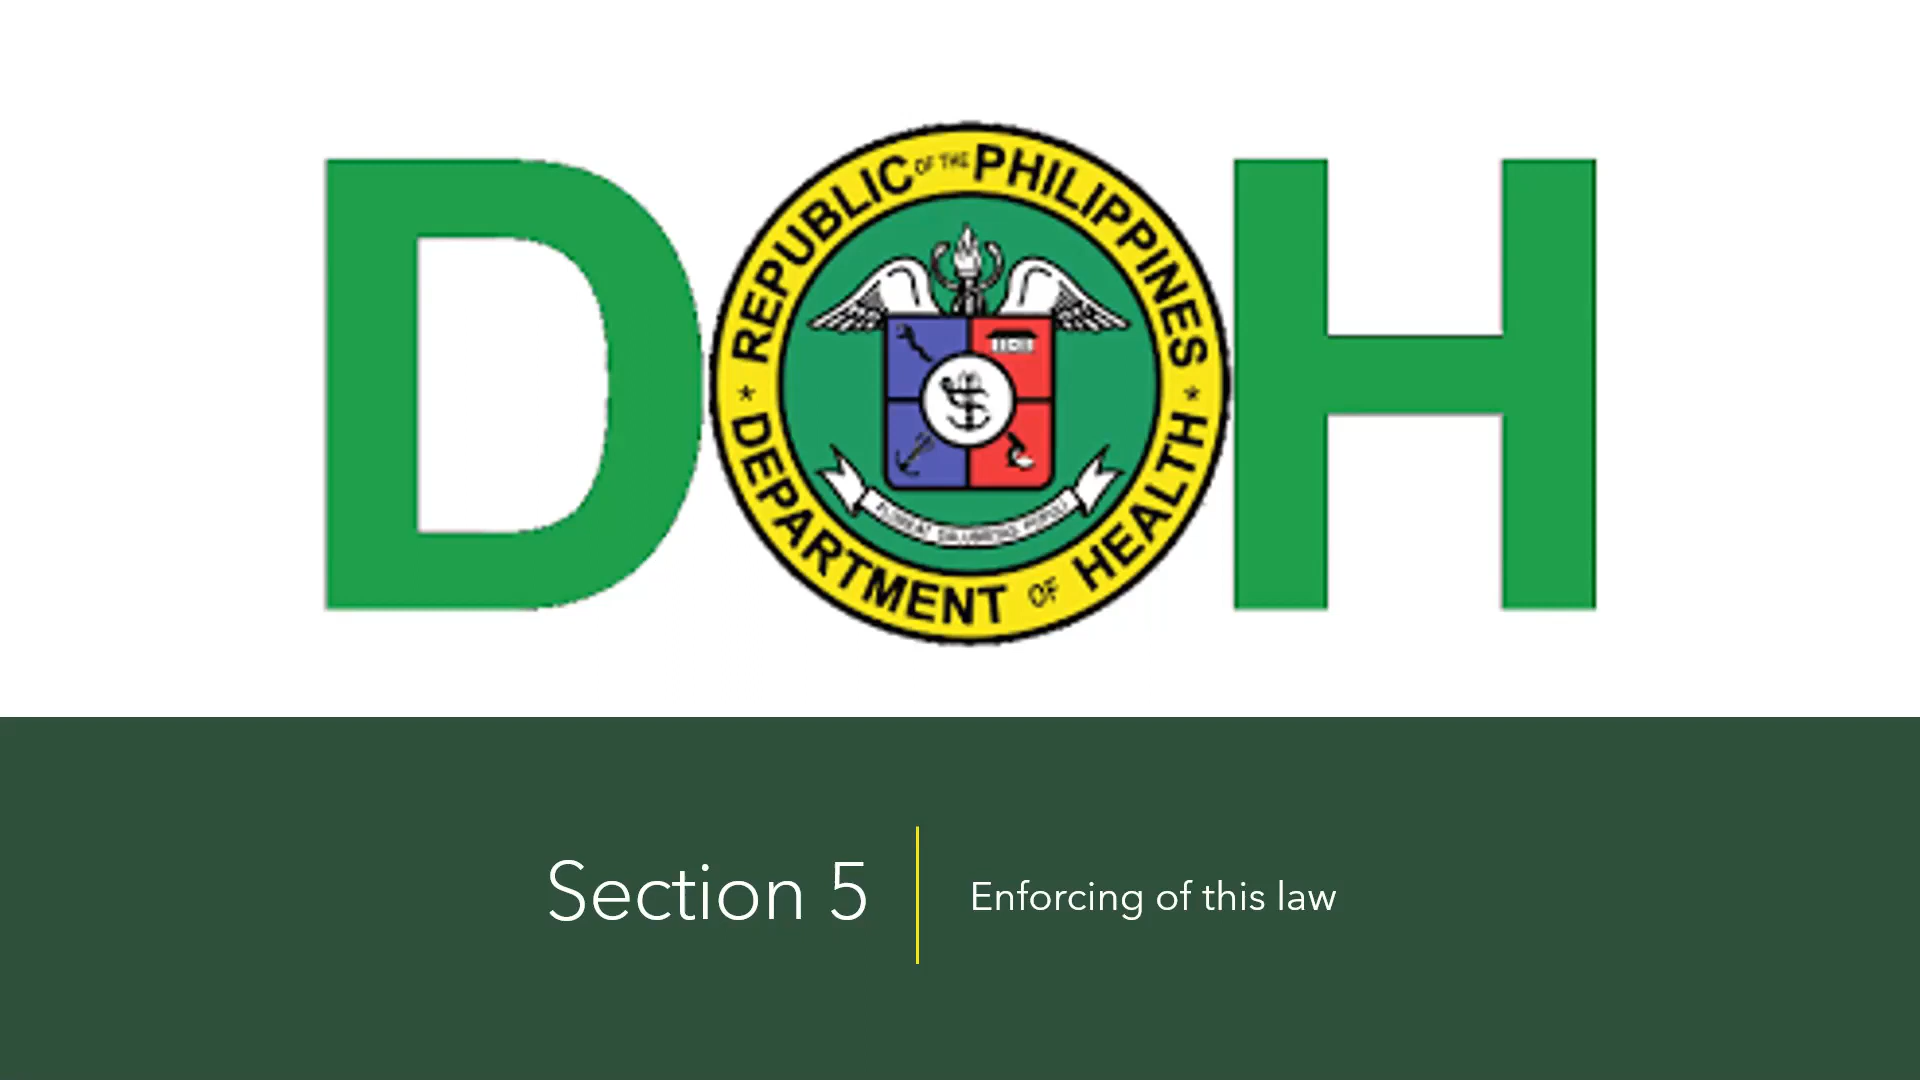 D H
REPUBLIC OF THE PHILIPPINES
DEPARTMENT OF HEALTH
Section 5
Enforcing of this law